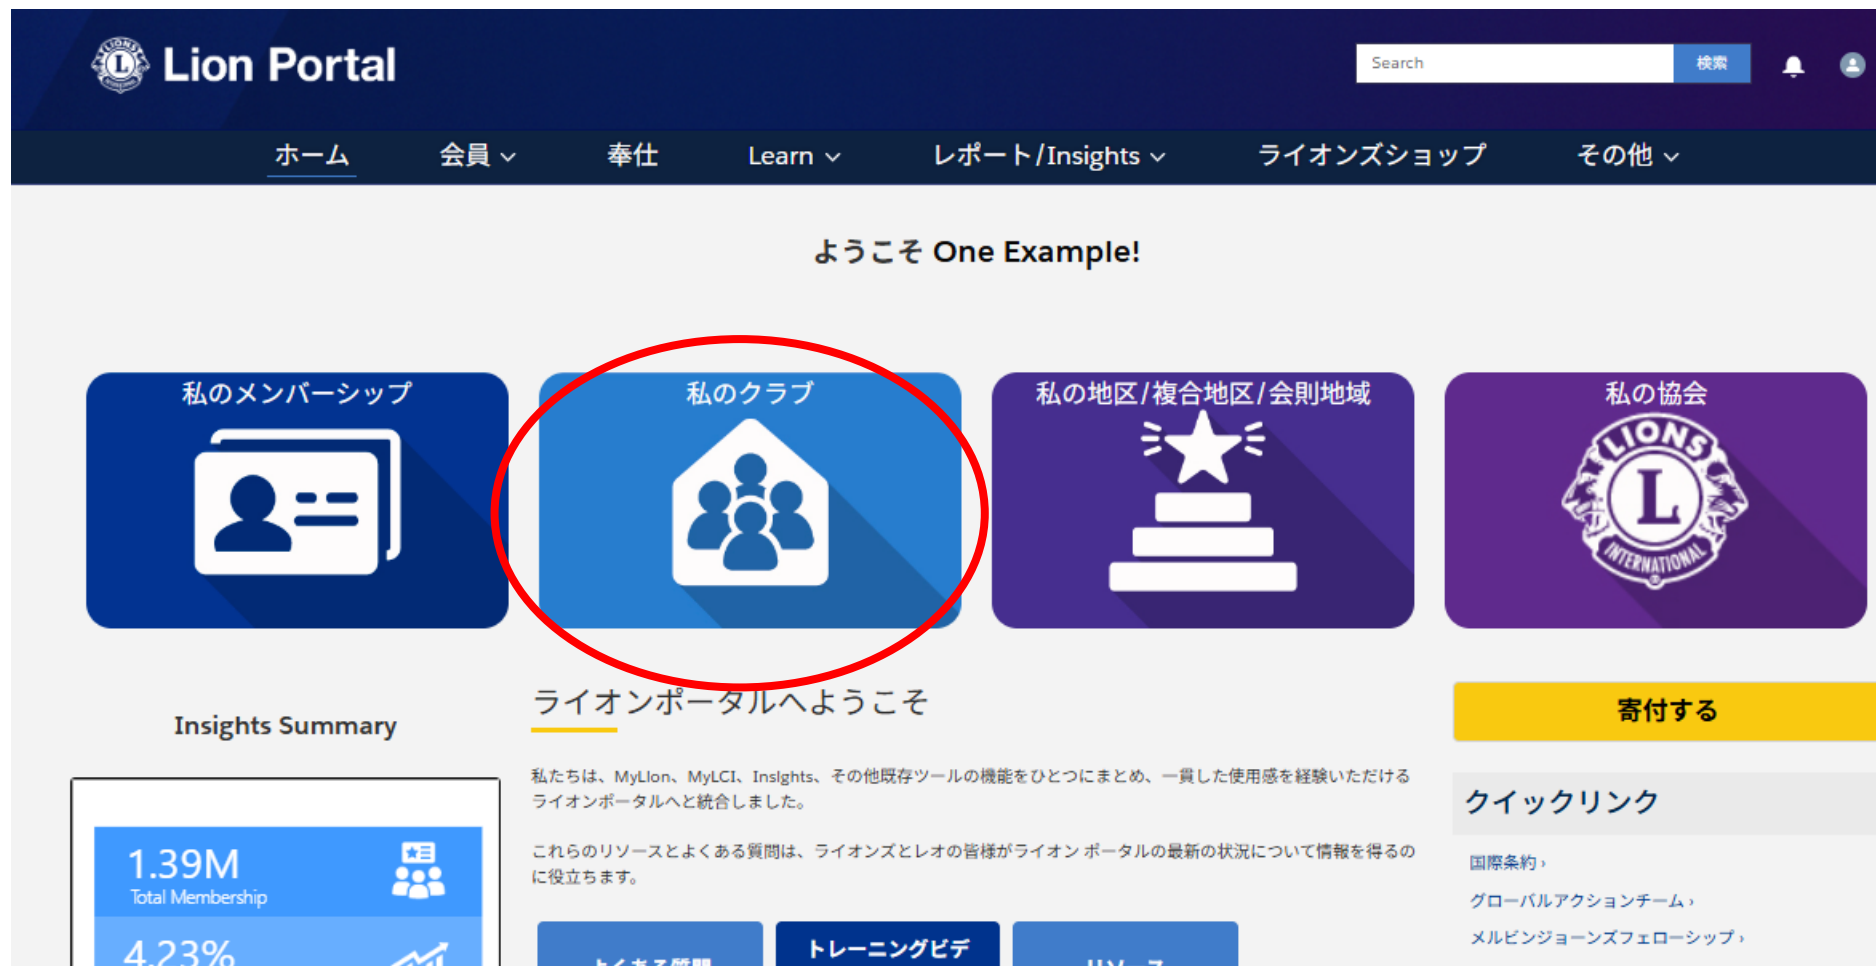 Lion Portal
Search
検索
ホーム
会員
奉仕
Learn
レポート/Insights
ライオンズショップ
その他
ようこそ One Example!
私のメンバーシップ
私のクラブ
私の地区/複合地区/会則地域
私の協会
LIONS
L
INTERNATIONAL
Insights Summary
1.39M
Total Membership
4.23%
ライオンポータルへようこそ
私たちは、MyLion、MyLCI、Insights、その他既存ツールの機能をひとつにまとめ、一貫した使用感を経験いただける
ライオンポータルへと統合しました。
これらのリソースとよくある質問は、ライオンズとレオの皆様がライオン ポータルの最新の状況について情報を得るの
に役立ちます。
よくある質問
トレーニングビデ
リソース
寄付する
クイックリンク
国際条約 ›
グローバルアクションチーム ›
メルビンジョーンズフェローシップ ›